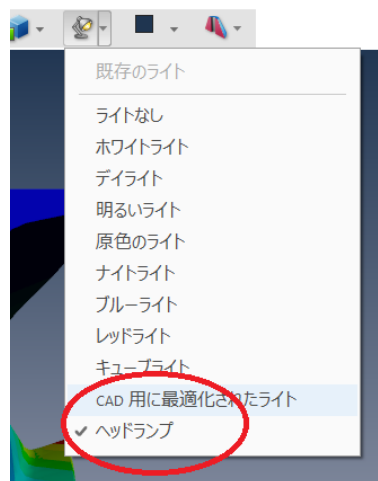 既存のライト
ライトなし
ホワイトライト
デイライト
明るいライト
原色のライト
ナイトライト
ブルーライト
レッドライト
キューブライト
CAD 用に最適化されたライト
ヘッドランプ